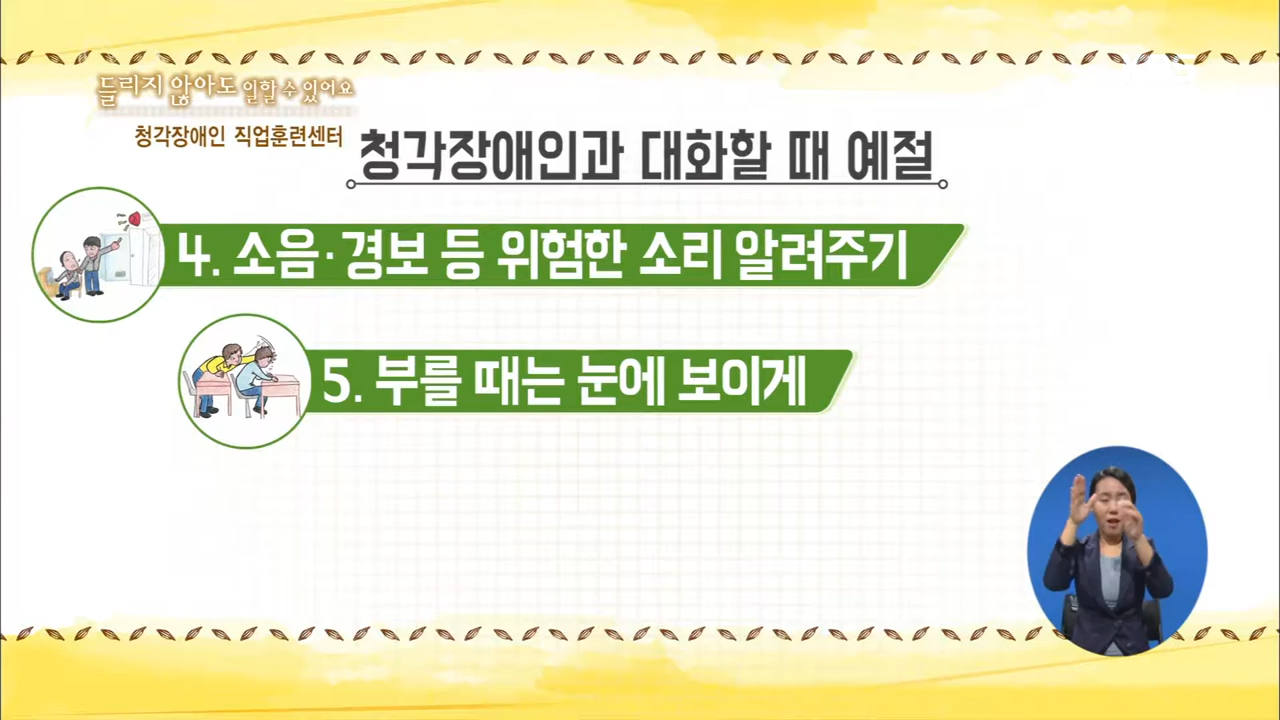 들리지 않아도 일할 수 있어요
청각장애인 직업훈련센터
청각장애인과 대화할 때 예절
4. 소음·경보 등 위험한 소리 알려주기
5. 부를 때는 눈에 보이게